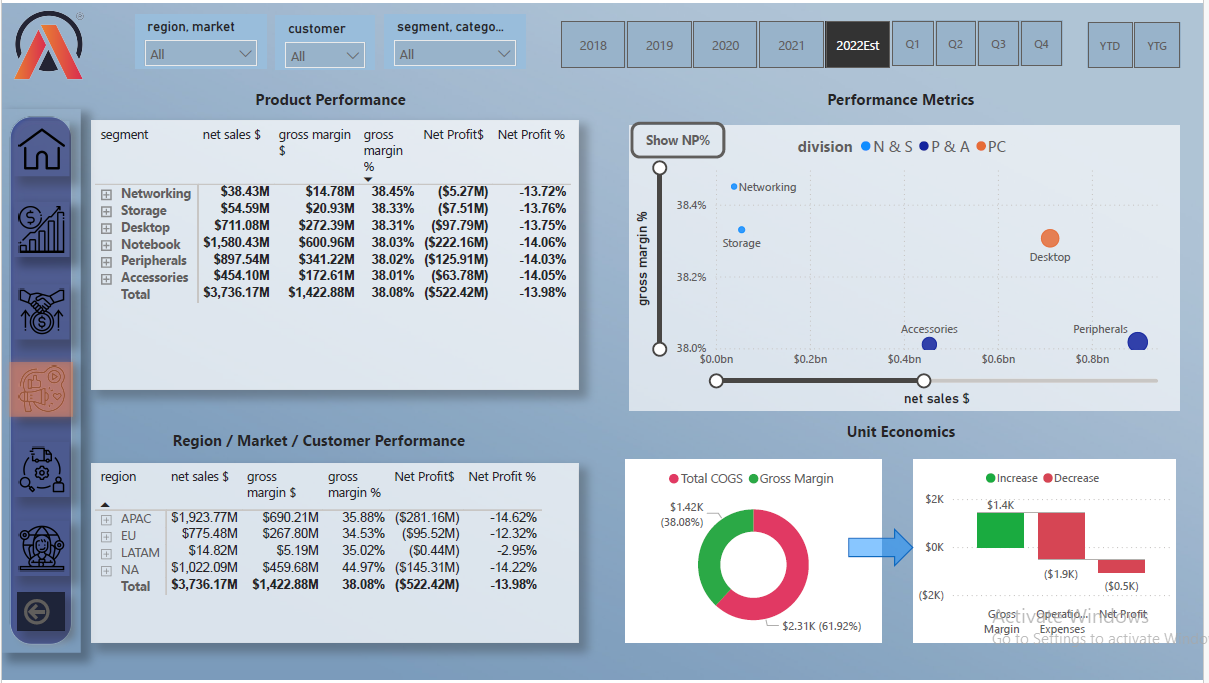 region, market
All
customer
All
segment, catego...
All
2018
2019
2020
2021
2022Est
Q1
Q2
Q3
Q4
YTD
YTG
Product Performance
segment net sales $ gross margin $ gross margin % Net Profit$ Net Profit %
Networking $38.43M $14.78M 38.45% ($5.27M) -13.72%
Storage $54.59M $20.93M 38.33% ($7.51M) -13.76%
Desktop $711.08M $272.39M 38.31% ($97.79M) -13.75%
Notebook $1,580.43M $600.96M 38.03% ($222.16M) -14.06%
Peripherals $897.54M $341.22M 38.02% ($125.91M) -14.03%
Accessories $454.10M $172.61M 38.01% ($63.78M) -14.05%
Total $3,736.17M $1,422.88M 38.08% ($522.42M) -13.98%
Performance Metrics
Show NP%
division N & S P & A PC
gross margin %
38.4%
38.2%
38.0%
Networking
Storage
Desktop
Accessories
Peripherals
$0.0bn $0.2bn $0.4bn $0.6bn $0.8bn
net sales $
Region / Market / Customer Performance
region net sales $ gross margin $ gross margin % Net Profit$ Net Profit %
APAC $1,923.77M $690.21M 35.88% ($281.16M) -14.62%
EU $775.48M $267.80M 34.53% ($95.52M) -12.32%
LATAM $14.82M $5.19M 35.02% ($0.44M) -2.95%
NA $1,022.09M $459.68M 44.97% ($145.31M) -14.22%
Total $3,736.17M $1,422.88M 38.08% ($522.42M) -13.98%
Unit Economics
Total COGS Gross Margin
$1.42K
(38.08%)
$2.31K (61.92%)
Increase Decrease
$2K
$0K
($2K)
$1.4K
($1.9K)
($0.5K)
Gross Margin
Operatio... Expenses
Net Profit
Activate Windows
Go to Settings to activate Windo